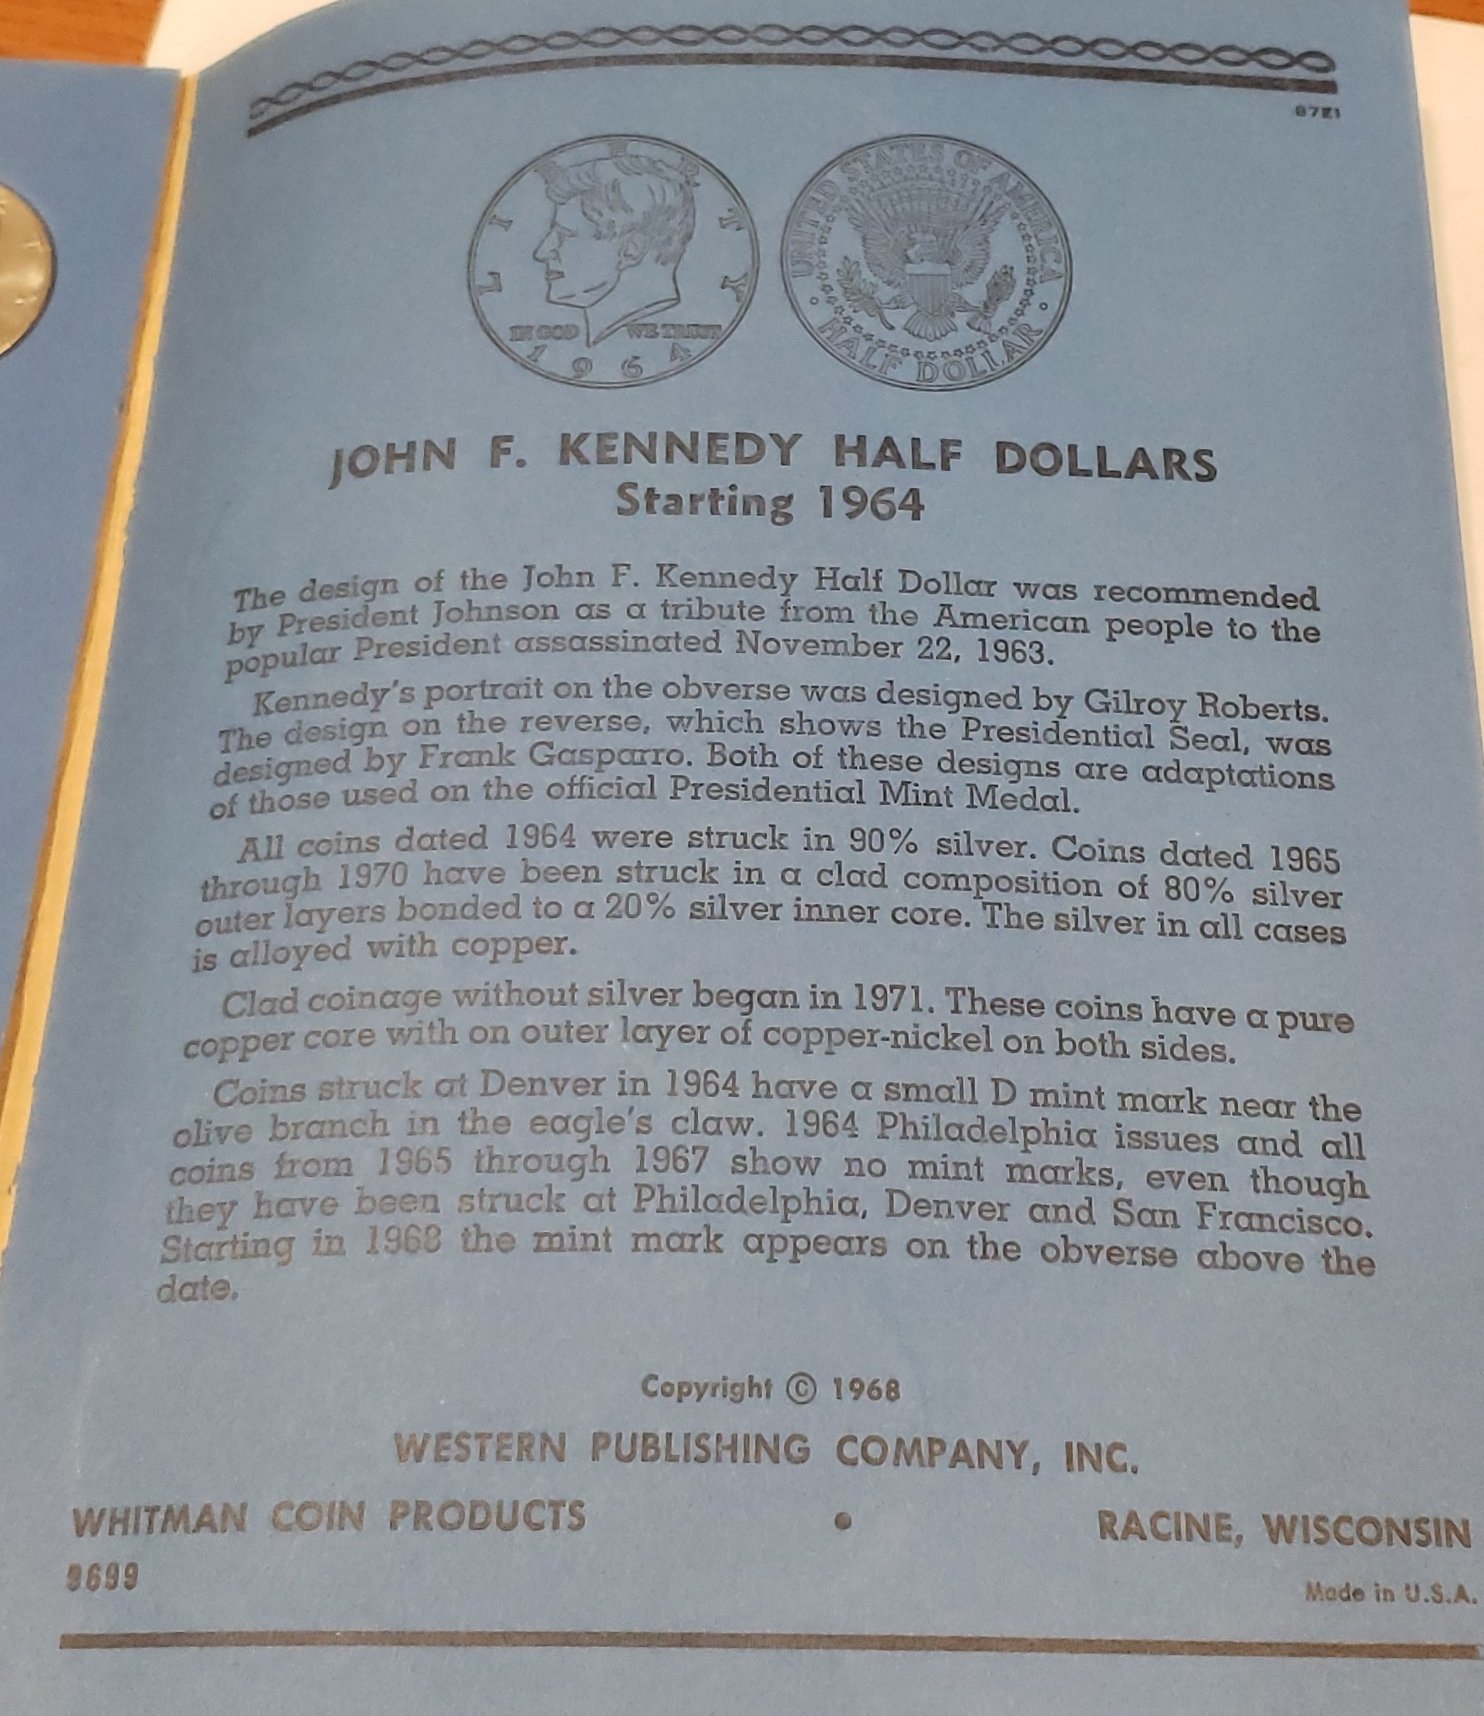 87Z1
LIBERTY
IN GOD WE TRUST
1964
UNITED STATES OF AMERICA
HALF DOLLAR
JOHN F. KENNEDY HALF DOLLARS
Starting 1964
The design of the John F. Kennedy Half Dollar was recommended
by President Johnson as a tribute from the American people to the
popular President assassinated November 22, 1963.
Kennedy's portrait on the obverse was designed by Gilroy Roberts.
The design on the reverse, which shows the Presidential Seal, was
designed by Frank Gasparro. Both of these designs are adaptations
of those used on the official Presidential Mint Medal.
All coins dated 1964 were struck in 90% silver. Coins dated 1965
through 1970 have been struck in a clad composition of 80% silver
outer layers bonded to a 20% silver inner core. The silver in all cases
is alloyed with copper.
Clad coinage without silver began in 1971. These coins have a pure
copper core with on outer layer of copper-nickel on both sides.
Coins struck at Denver in 1964 have a small D mint mark near the
olive branch in the eagle's claw. 1964 Philadelphia issues and all
coins from 1965 through 1967 show no mint marks, even though
they have been struck at Philadelphia, Denver and San Francisco.
Starting in 1968 the mint mark appears on the obverse above the
date.
Copyright © 1968
WESTERN PUBLISHING COMPANY, INC.
WHITMAN COIN PRODUCTS • RACINE, WISCONSIN
9699
Made in U.S.A.